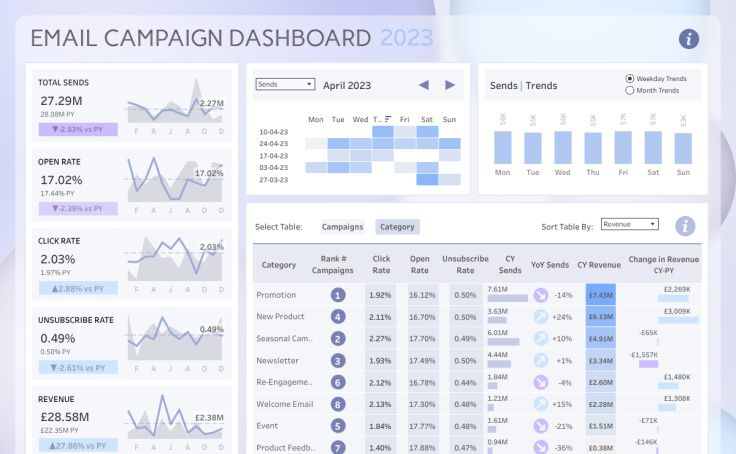 EMAIL CAMPAIGN DASHBOARD 2023
i
TOTAL SENDS
27.29M
28.08M PY
▼-2.83% vs PY
2.27M
F A J A O D
OPEN RATE
17.02%
17.44% PY
▼-2.39% vs PY
17.02%
F A J A O D
CLICK RATE
2.03%
1.97% PY
▲2.88% vs PY
2.03%
F A J A O D
UNSUBSCRIBE RATE
0.49%
0.50% PY
▼-2.61% vs PY
0.49%
F A J A O D
REVENUE
£28.58M
£22.35M PY
▲27.86% vs PY
£2.38M
F A J A O D
Sends
April 2023
Mon Tue Wed T.. Fri Sat Sun
10-04-23
24-04-23
17-04-23
03-04-23
27-03-23
Sends | Trends
Weekday Trends
Month Trends
56K 55K 56K 55K 57K 57K 53K
Mon Tue Wed Thu Fri Sat Sun
Select Table: Campaigns Category
Sort Table By: Revenue
i
Category Rank # Campaigns Click Rate Open Rate Unsubscribe Rate CY Sends YoY Sends CY Revenue Change in Revenue CY-PY
Promotion 1 1.92% 16.12% 0.50% 7.61M -14% £7.43M £2,269K
New Product 4 2.11% 16.70% 0.50% 3.63M +24% £6.13M £3,009K
Seasonal Cam.. 2 2.27% 17.70% 0.49% 6.01M +10% £4.91M -£65K
Newsletter 3 1.93% 17.49% 0.50% 4.44M +1% £3.34M -£1,557K
Re-Engageme.. 6 2.12% 16.78% 0.44% 1.84M -4% £2.60M £1,480K
Welcome Email 8 2.13% 17.30% 0.48% 1.21M +15% £2.28M £1,308K
Event 5 1.84% 17.77% 0.48% 1.61M -21% £1.51M -£71K
Product Feedb.. 7 1.40% 17.88% 0.47% 0.94M -36% £0.38M -£146K